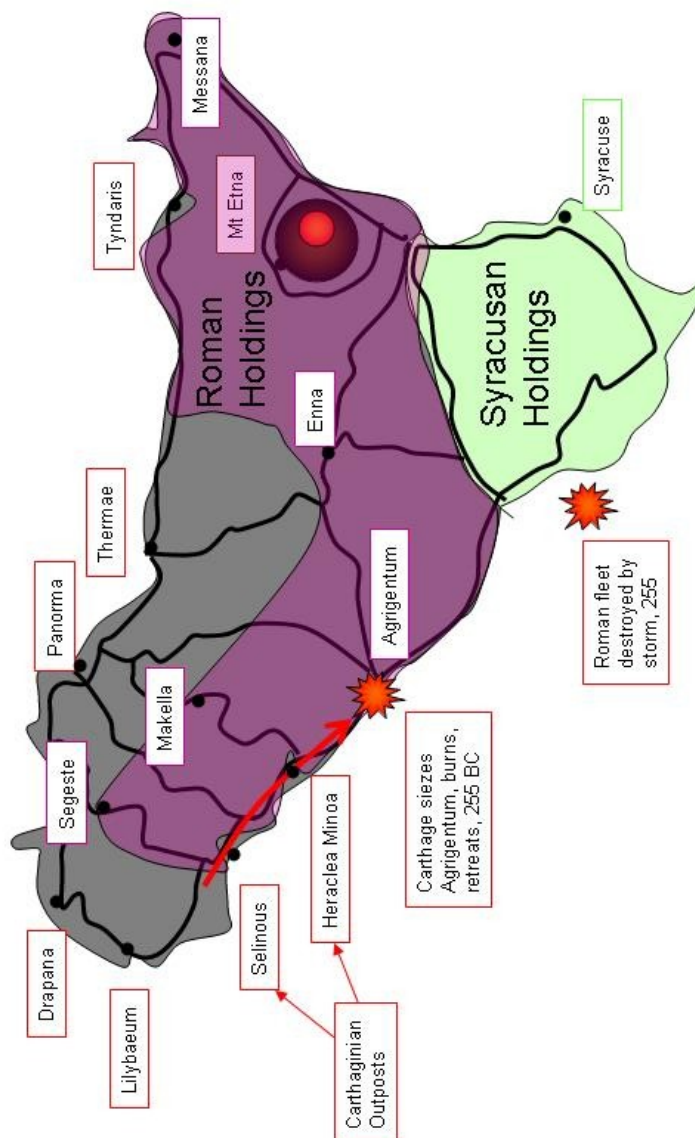 Drapana
Lilybaeum
Segeste
Panorma
Thermae
Tyndaris
Messana
Mt Etna
Roman
Holdings
Makella
Enna
Selinous
Heraclea Minoa
Agrigentum
Syracusan
Holdings
Syracuse
Carthaginian
Outposts
Carthage siezes
Agrigentum, burns,
retreats, 255 BC
Roman fleet
destroyed by
storm, 255